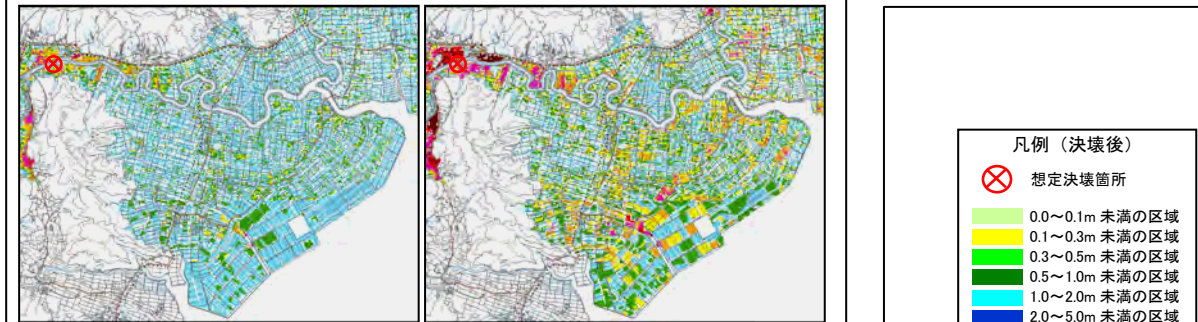 凡例（決壊後）
想定決壊箇所
0.0～0.1m 未満の区域
0.1～0.3m 未満の区域
0.3～0.5m 未満の区域
0.5～1.0m 未満の区域
1.0～2.0m 未満の区域
2.0～5.0m 未満の区域